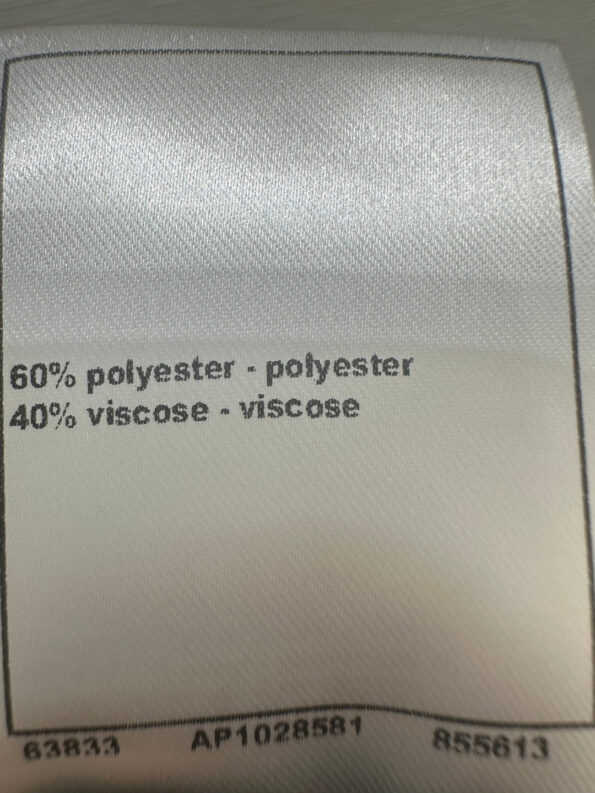 60% polyester - polyester
40% viscose - viscose
63833 AP1028581 855613